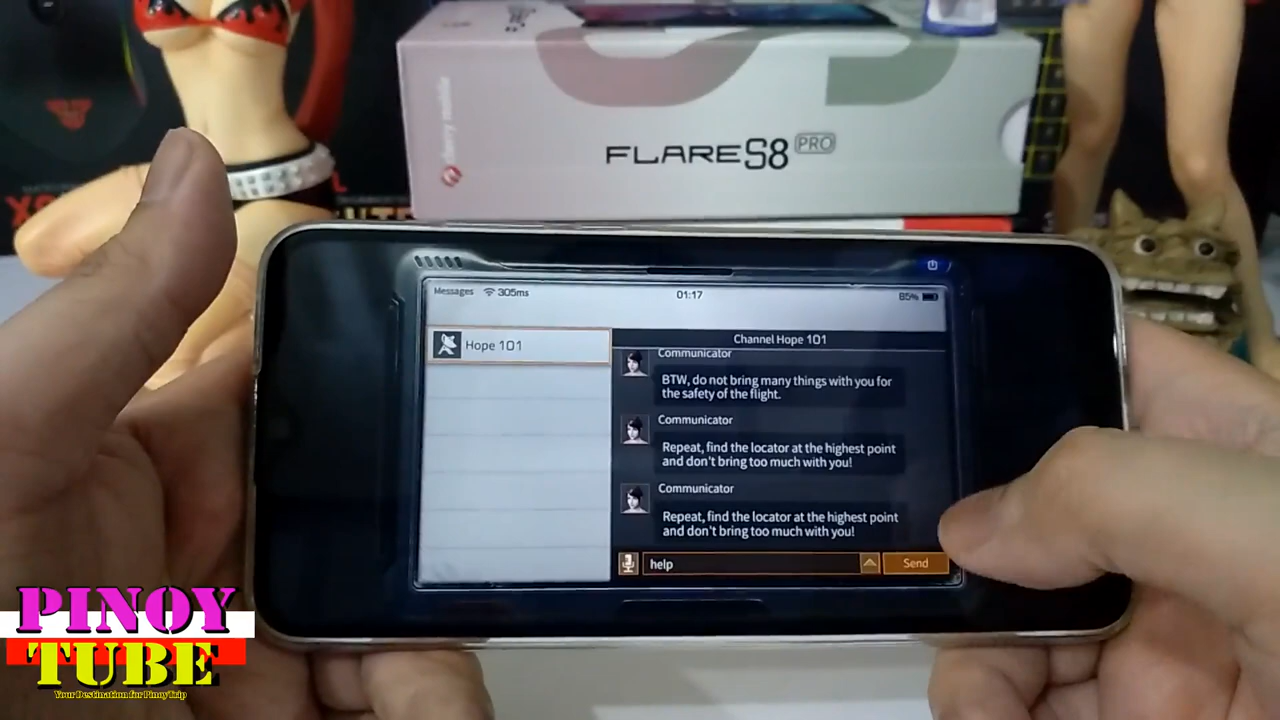 cherry mobile
FLARE S8 PRO
Messages 305ms
01:17
85%
Hope 101
Channel Hope 101
Communicator
BTW, do not bring many things with you for
the safety of the flight.
Communicator
Repeat, find the locator at the highest point
and don't bring too much with you!
Communicator
Repeat, find the locator at the highest point
and don't bring too much with you!
help
Send
PINOY
TUBE
Your Destination for PinoyTrip